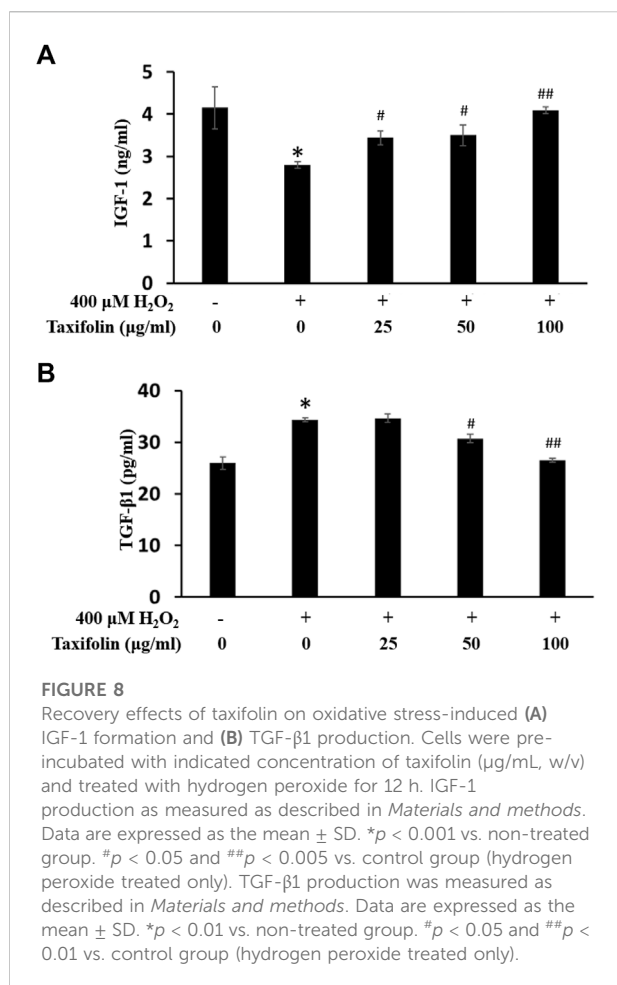 A
5
4
3
2
1
0
IGF-1 (ng/ml)
*
#
#
##
400 μM H₂O₂ - + + + +
Taxifolin (μg/ml) 0 0 25 50 100
B
40
30
20
10
0
TGF-β1 (pg/ml)
*
#
##
400 μM H₂O₂ - + + + +
Taxifolin (μg/ml) 0 0 25 50 100
FIGURE 8
Recovery effects of taxifolin on oxidative stress-induced (A)
IGF-1 formation and (B) TGF-β1 production. Cells were pre-
incubated with indicated concentration of taxifolin (μg/mL, w/v)
and treated with hydrogen peroxide for 12 h. IGF-1
production as measured as described in Materials and methods.
Data are expressed as the mean ± SD. *p < 0.001 vs. non-treated
group. #p < 0.05 and ##p < 0.005 vs. control group (hydrogen
peroxide treated only). TGF-β1 production was measured as
described in Materials and methods. Data are expressed as the
mean ± SD. *p < 0.01 vs. non-treated group. #p < 0.05 and ##p <
0.01 vs. control group (hydrogen peroxide treated only).